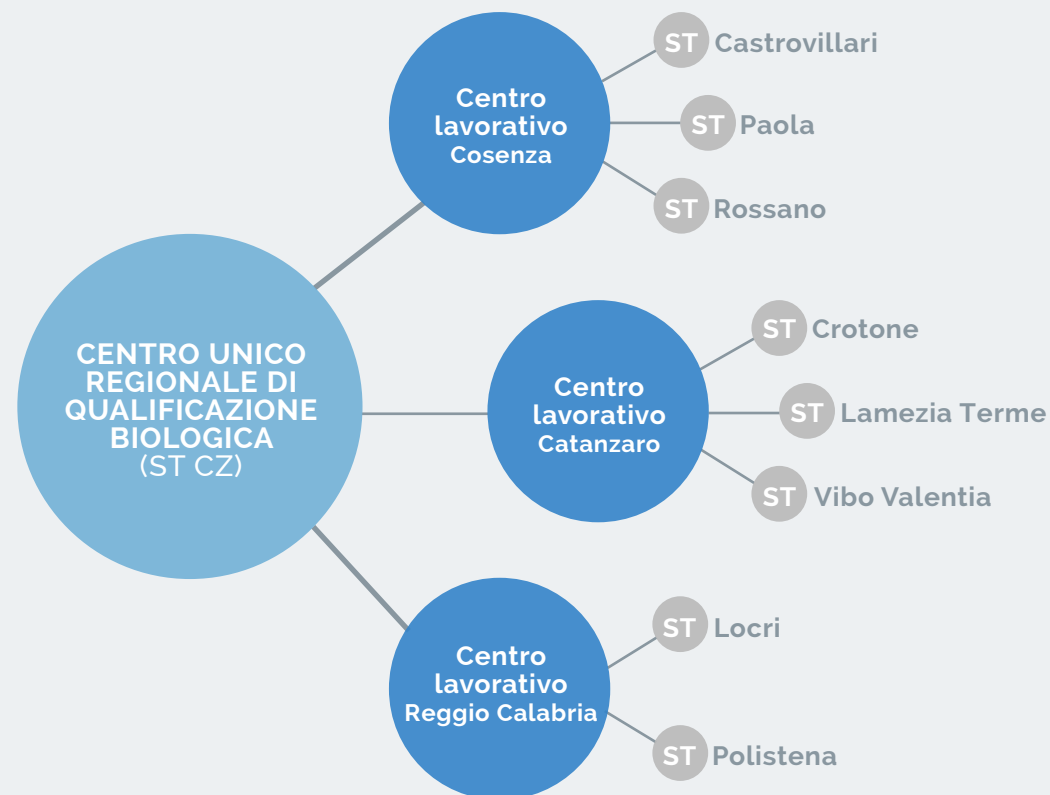 CENTRO UNICO
REGIONALE DI
QUALIFICAZIONE
BIOLOGICA
(ST CZ)
Centro
lavorativo
Cosenza
ST Castrovillari
ST Paola
ST Rossano
Centro
lavorativo
Catanzaro
ST Crotone
ST Lamezia Terme
ST Vibo Valentia
Centro
lavorativo
Reggio Calabria
ST Locri
ST Polistena